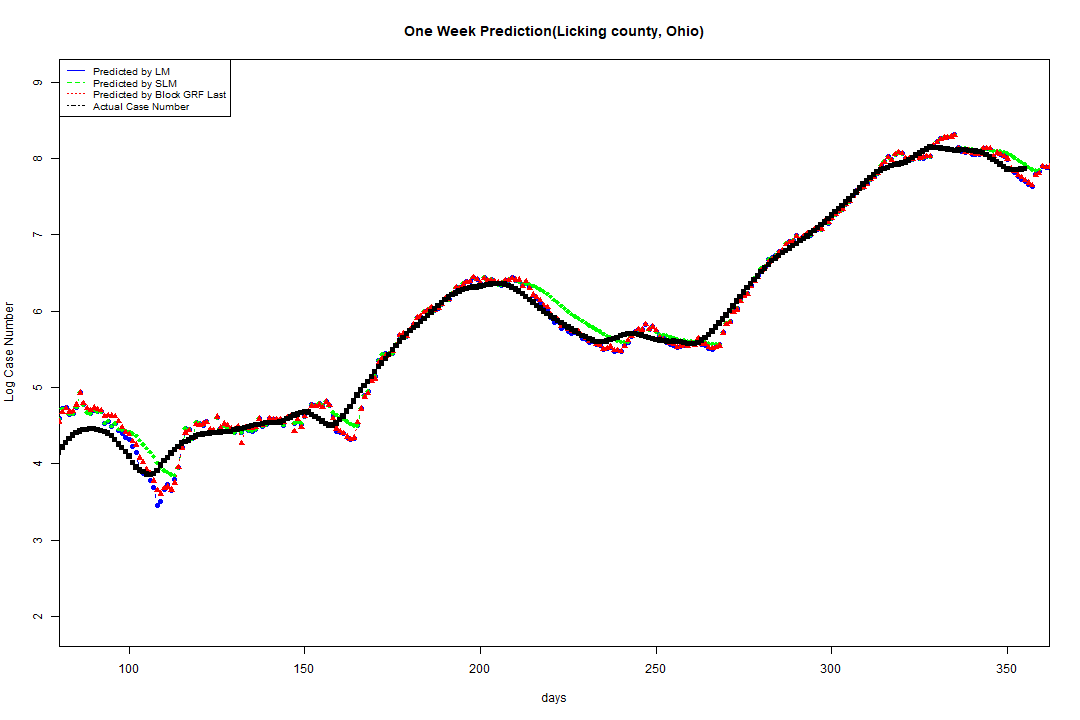 One Week Prediction(Licking county, Ohio)
Predicted by LM
Predicted by SLM
Predicted by Block GRF Last
Actual Case Number
9
8
7
6
5
4
3
2
Log Case Number
100 150 200 250 300 350
days